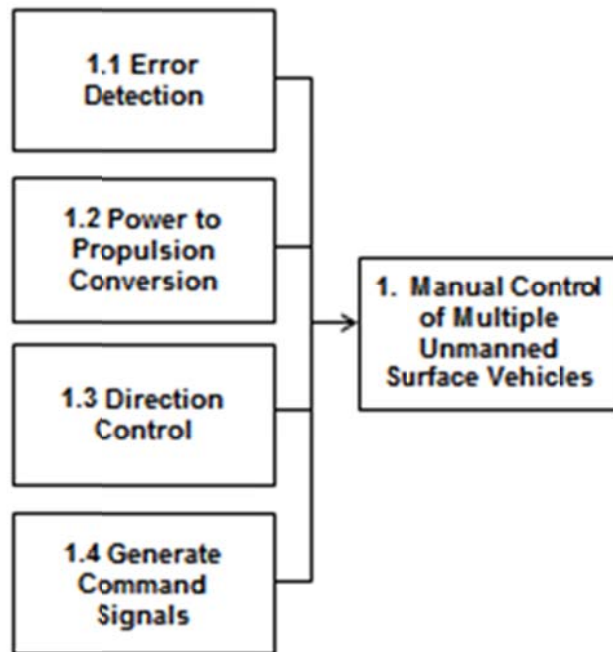 1.1 Error
Detection
1.2 Power to
Propulsion
Conversion
1. Manual Control
of Multiple
Unmanned
Surface Vehicles
1.3 Direction
Control
1.4 Generate
Command
Signals